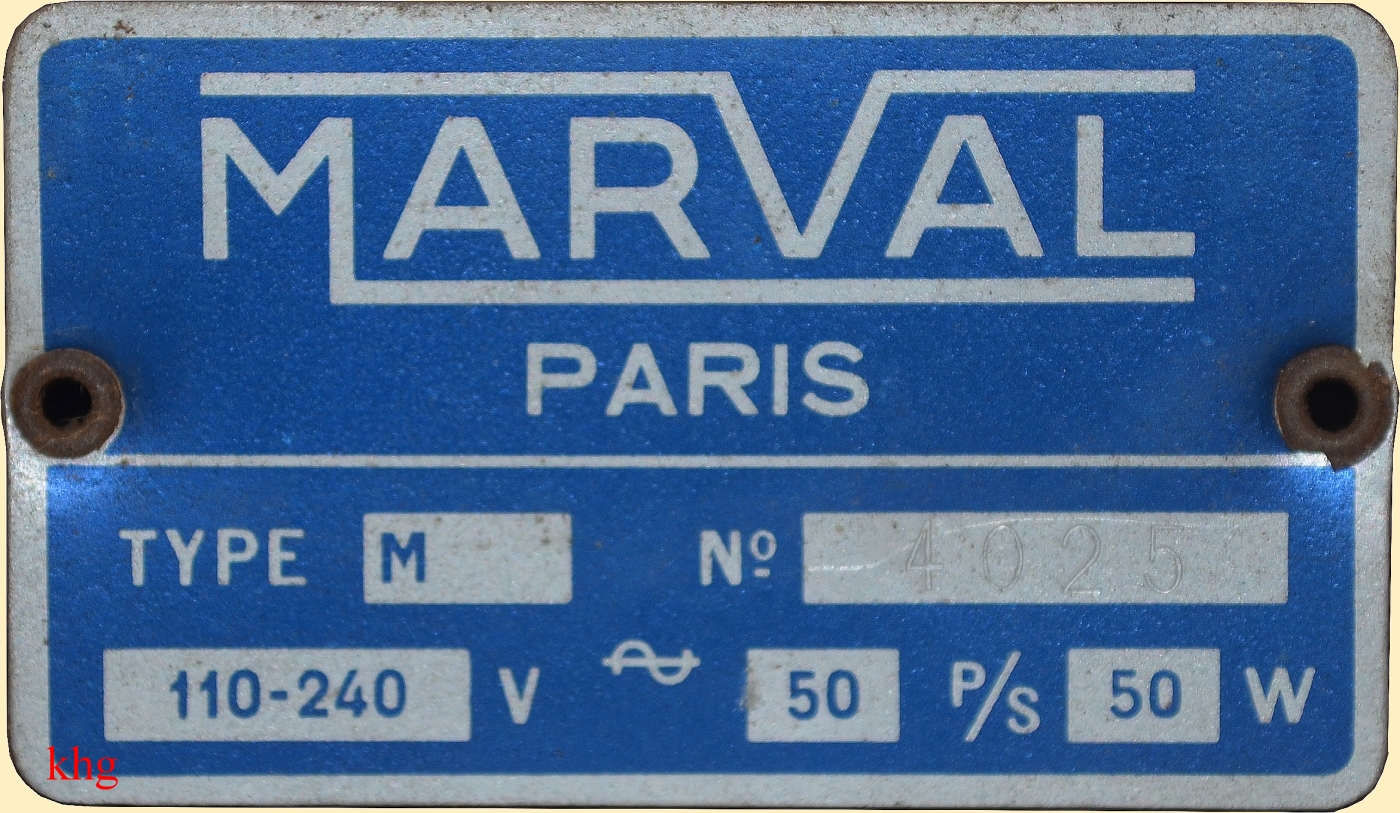 MARVAL
PARIS
TYPE M Nº 4025
110-240 V 50 P/S 50 W
khg